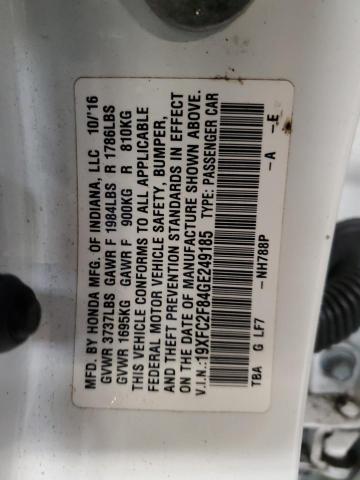 MFD. BY HONDA MFG. OF INDIANA, LLC 10/'16
GVWR 3737LBS GAWR F 1984LBS R 1786LBS
GVWR 1695KG GAWR F 900KG R 810KG
THIS VEHICLE CONFORMS TO ALL APPLICABLE
FEDERAL MOTOR VEHICLE SAFETY, BUMPER,
AND THEFT PREVENTION STANDARDS IN EFFECT
ON THE DATE OF MANUFACTURE SHOWN ABOVE.
V.I.N.:19XFC2F84GE249185 TYPE: PASSENGER CAR
TBA G LF7 -NH788P -A -E